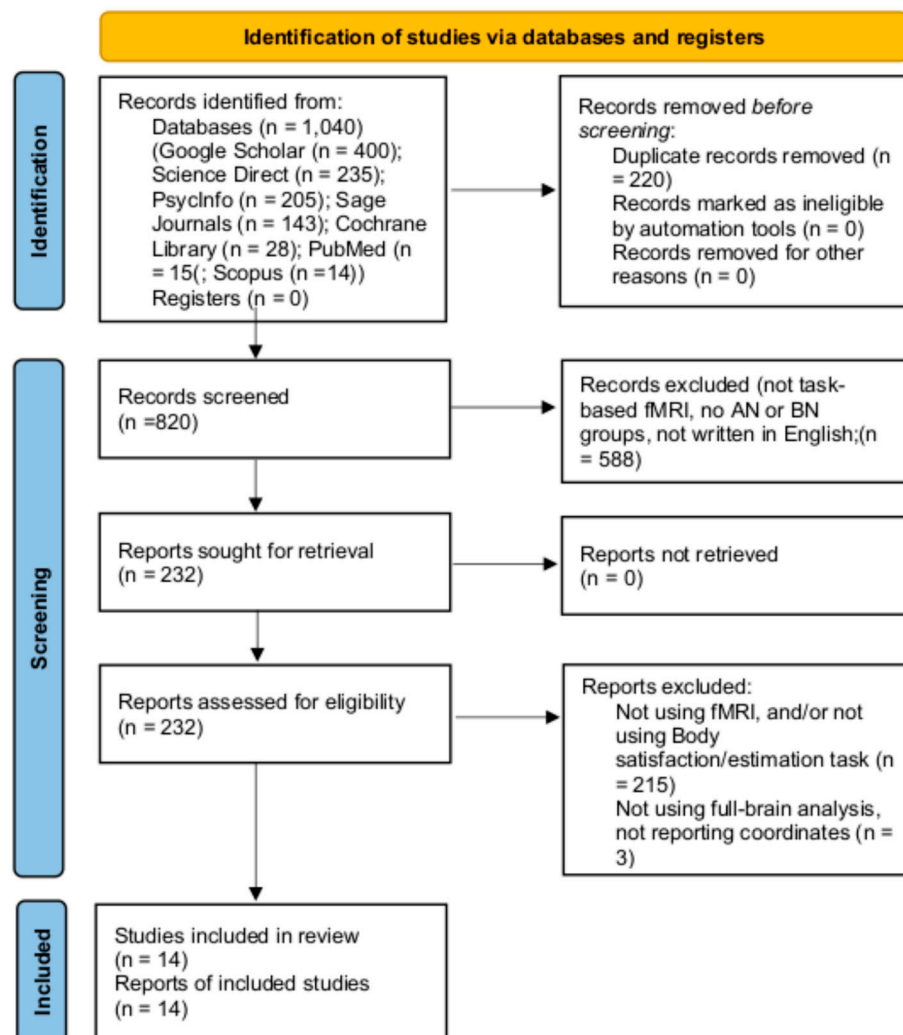 Identification of studies via databases and registers
Identification
Records identified from:
Databases (n = 1,040)
(Google Scholar (n = 400);
Science Direct (n = 235);
PsycInfo (n = 205); Sage
Journals (n = 143); Cochrane
Library (n = 28); PubMed (n
= 15(; Scopus (n =14))
Registers (n = 0)
Records removed before
screening:
Duplicate records removed (n
= 220)
Records marked as ineligible
by automation tools (n = 0)
Records removed for other
reasons (n = 0)
Screening
Records screened
(n =820)
Records excluded (not task-
based fMRI, no AN or BN
groups, not written in English;(n
= 588)
Reports sought for retrieval
(n = 232)
Reports not retrieved
(n = 0)
Reports assessed for eligibility
(n = 232)
Reports excluded:
Not using fMRI, and/or not
using Body
satisfaction/estimation task (n
= 215)
Not using full-brain analysis,
not reporting coordinates (n =
3)
Included
Studies included in review
(n = 14)
Reports of included studies
(n = 14)